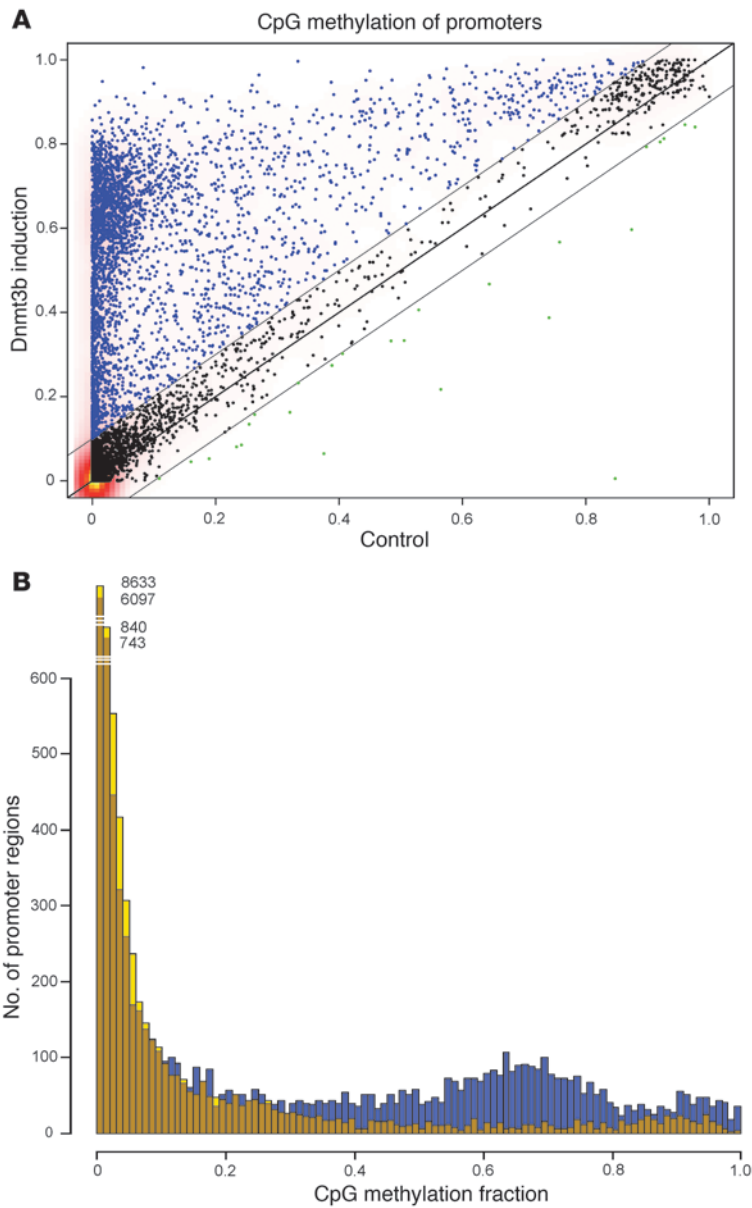 A
CpG methylation of promoters
1.0
0.8
0.6
0.4
0.2
0
Dnmt3b induction
0 0.2 0.4 0.6 0.8 1.0
Control
B
8633
6097
840
743
600
500
400
300
200
100
0
No. of promoter regions
0 0.2 0.4 0.6 0.8 1.0
CpG methylation fraction